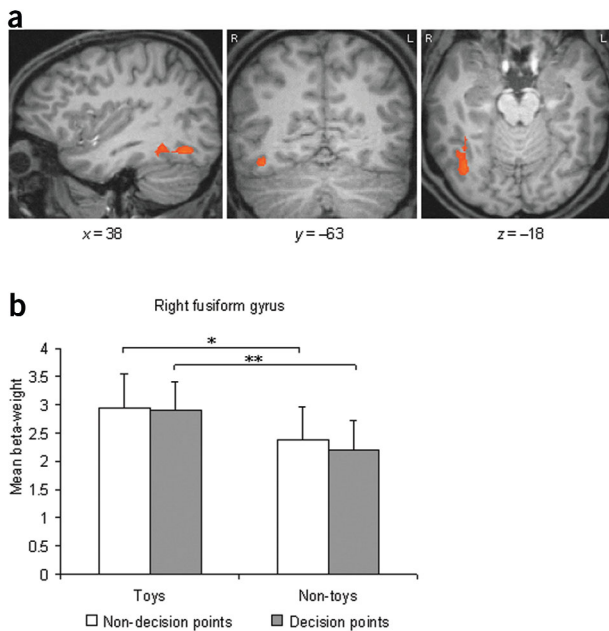 a
R L R L
x = 38 y = –63 z = –18
b
Right fusiform gyrus
*
**
4
3.5
3
2.5
2
1.5
1
0.5
0
Mean beta-weight
Toys Non-toys
Non-decision points Decision points